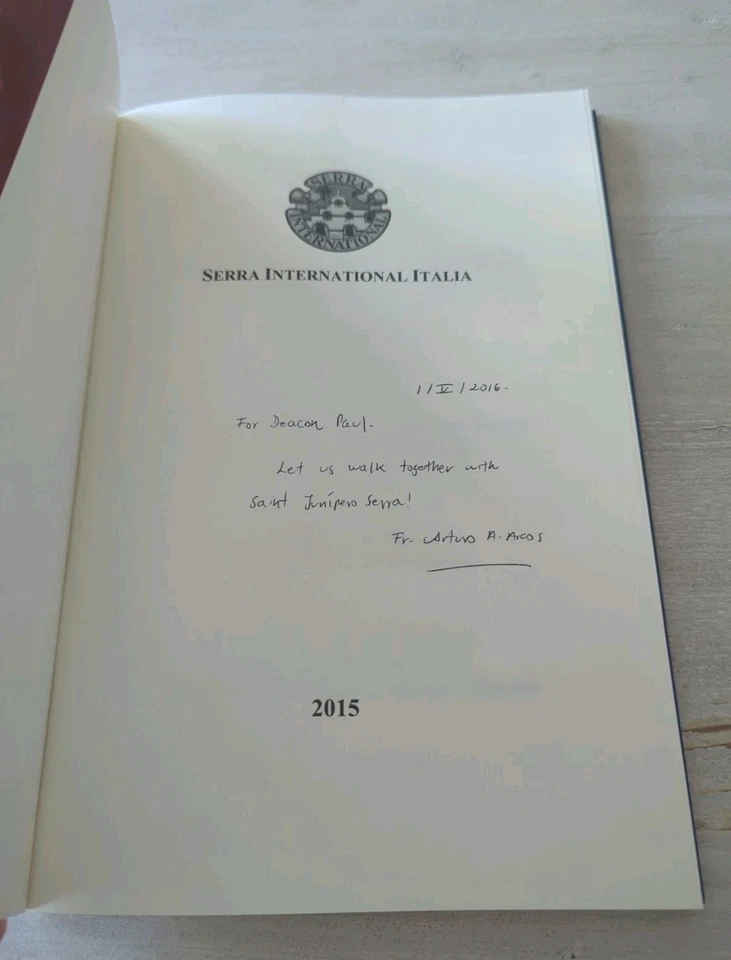 SERRA
INTERNATIONAL
SERRA INTERNATIONAL ITALIA
1/V/2016.
For Deacon Paul.
Let us walk together with
Saint Junípero Serra!
Fr. Arturo A. Arcos
2015